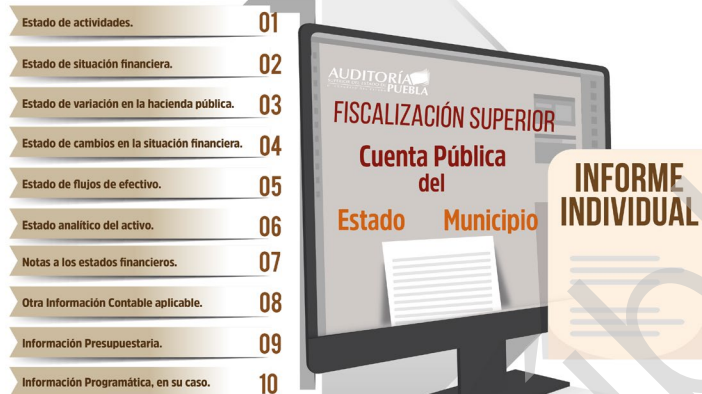 Estado de actividades. 01
Estado de situación financiera. 02
Estado de variación en la hacienda pública. 03
Estado de cambios en la situación financiera. 04
Estado de flujos de efectivo. 05
Estado analítico del activo. 06
Notas a los estados financieros. 07
Otra Información Contable aplicable. 08
Información Presupuestaria. 09
Información Programática, en su caso. 10
AUDITORÍA
PUEBLA
FISCALIZACIÓN SUPERIOR
Cuenta Pública
del
Estado Municipio
INFORME
INDIVIDUAL